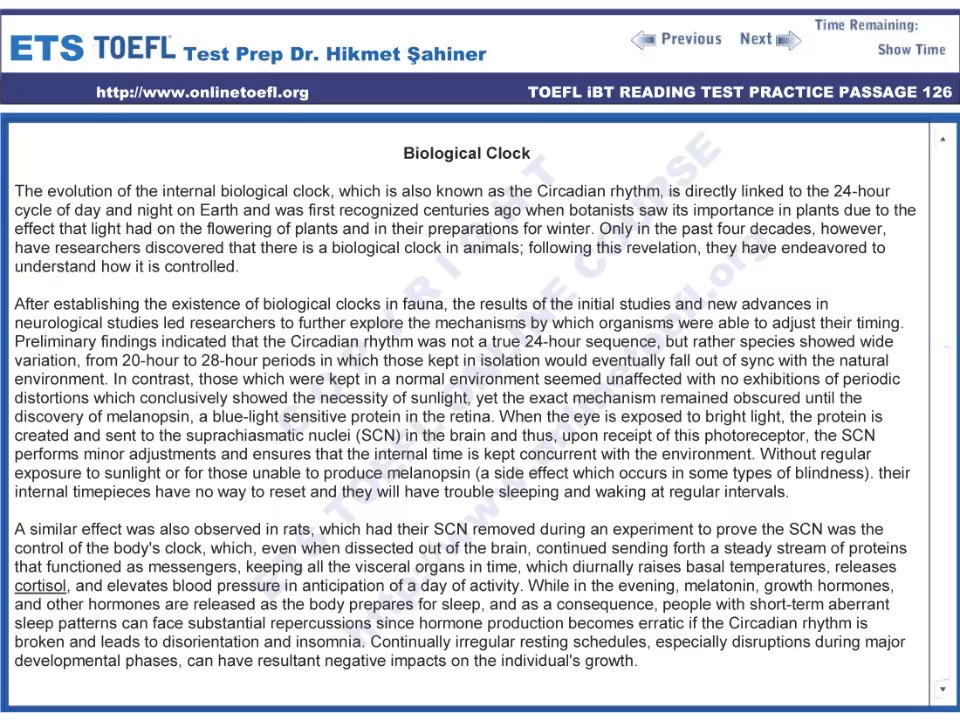 ETS TOEFL Test Prep Dr. Hikmet Şahiner
Previous Next
Time Remaining:
Show Time
http://www.onlinetoefl.org
TOEFL iBT READING TEST PRACTICE PASSAGE 126
Biological Clock
The evolution of the internal biological clock, which is also known as the Circadian rhythm, is directly linked to the 24-hour
cycle of day and night on Earth and was first recognized centuries ago when botanists saw its importance in plants due to the
effect that light had on the flowering of plants and in their preparations for winter. Only in the past four decades, however,
have researchers discovered that there is a biological clock in animals; following this revelation, they have endeavored to
understand how it is controlled.
After establishing the existence of biological clocks in fauna, the results of the initial studies and new advances in
neurological studies led researchers to further explore the mechanisms by which organisms were able to adjust their timing.
Preliminary findings indicated that the Circadian rhythm was not a true 24-hour sequence, but rather species showed wide
variation, from 20-hour to 28-hour periods in which those kept in isolation would eventually fall out of sync with the natural
environment. In contrast, those which were kept in a normal environment seemed unaffected with no exhibitions of periodic
distortions which conclusively showed the necessity of sunlight, yet the exact mechanism remained obscured until the
discovery of melanopsin, a blue-light sensitive protein in the retina. When the eye is exposed to bright light, the protein is
created and sent to the suprachiasmatic nuclei (SCN) in the brain and thus, upon receipt of this photoreceptor, the SCN
performs minor adjustments and ensures that the internal time is kept concurrent with the environment. Without regular
exposure to sunlight or for those unable to produce melanopsin (a side effect which occurs in some types of blindness). their
internal timepieces have no way to reset and they will have trouble sleeping and waking at regular intervals.
A similar effect was also observed in rats, which had their SCN removed during an experiment to prove the SCN was the
control of the body's clock, which, even when dissected out of the brain, continued sending forth a steady stream of proteins
that functioned as messengers, keeping all the visceral organs in time, which diurnally raises basal temperatures, releases
cortisol, and elevates blood pressure in anticipation of a day of activity. While in the evening, melatonin, growth hormones,
and other hormones are released as the body prepares for sleep, and as a consequence, people with short-term aberrant
sleep patterns can face substantial repercussions since hormone production becomes erratic if the Circadian rhythm is
broken and leads to disorientation and insomnia. Continually irregular resting schedules, especially disruptions during major
developmental phases, can have resultant negative impacts on the individual's growth.
COPYRIGHT
ETS TOEFL ONLINE COURSE
http://www.onlinetoefl.org